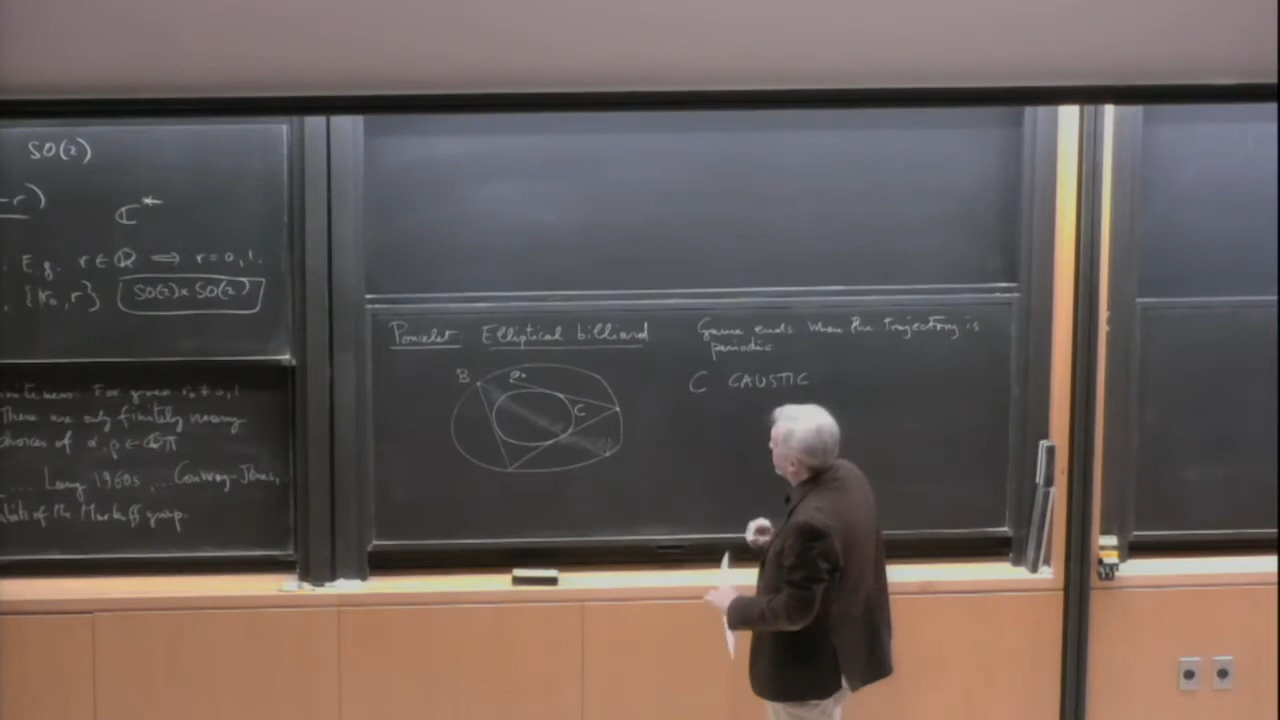 SO(2)
-r)
ℂ*
: E.g. r ∈ ℚ ⟹ r = 0, 1.
, {r₀, r} SO(2) × SO(2)
For given r₀ ≠ 0, 1
There are only finitely many
choices of α, β ∈ ℚπ
.... Lang 1960s, ... Conway-Jones,
of the Markoff group.
Poncelet: Elliptical billiard
Game ends when the trajectory is
periodic
C CAUSTIC
B
C